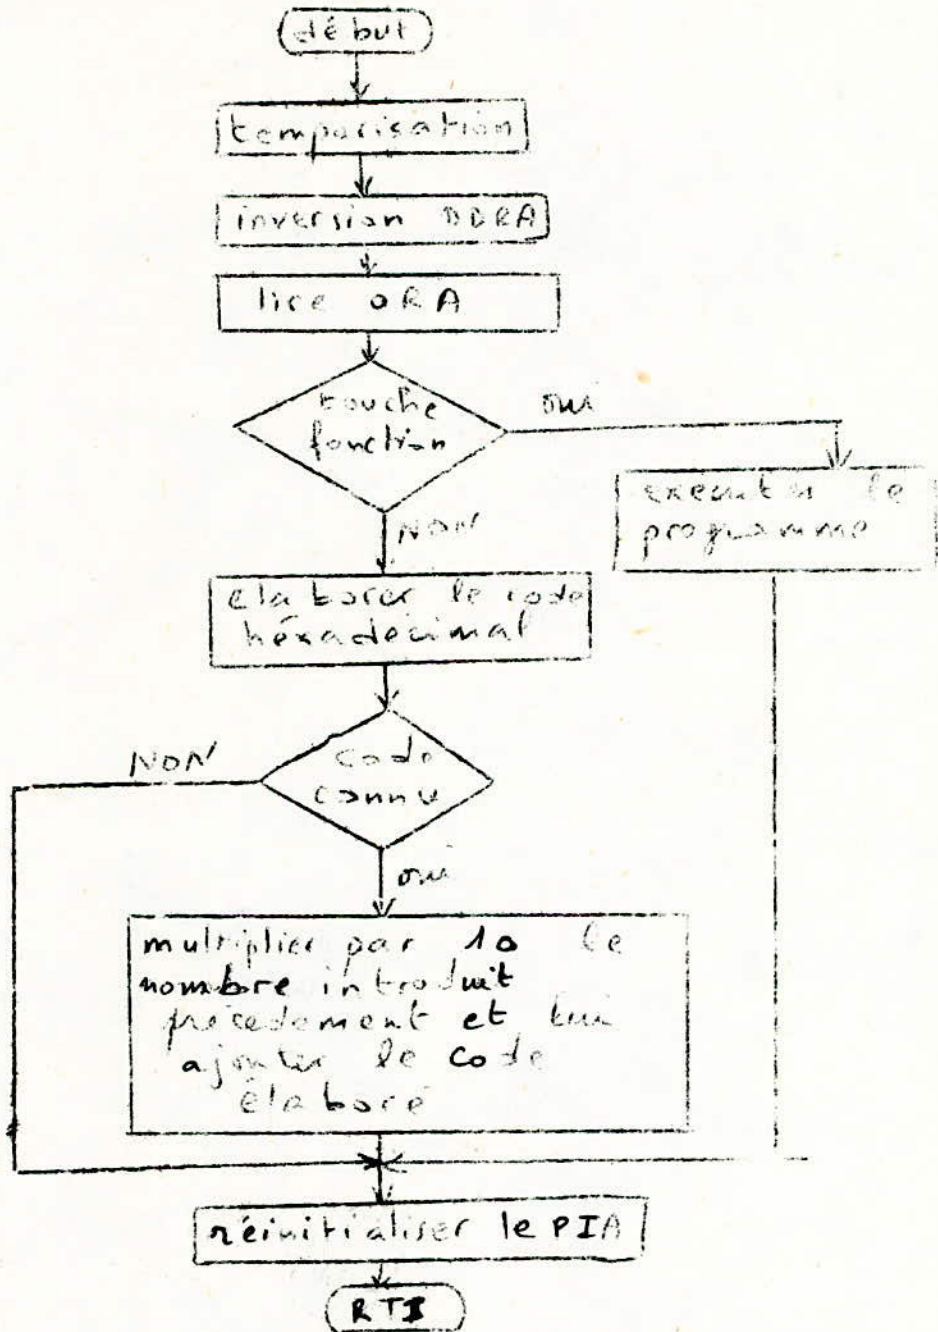 début
temporisation
inversion DDRA
lire ORA
touche
fonction
oui
exécuter le
programme
NON
élaborer le code
héxadécimal
NON
code
connu
oui
multiplier par 10 le
nombre introduit
précédement et lui
ajouter le code
élaboré
réinitialiser le PIA
RTI